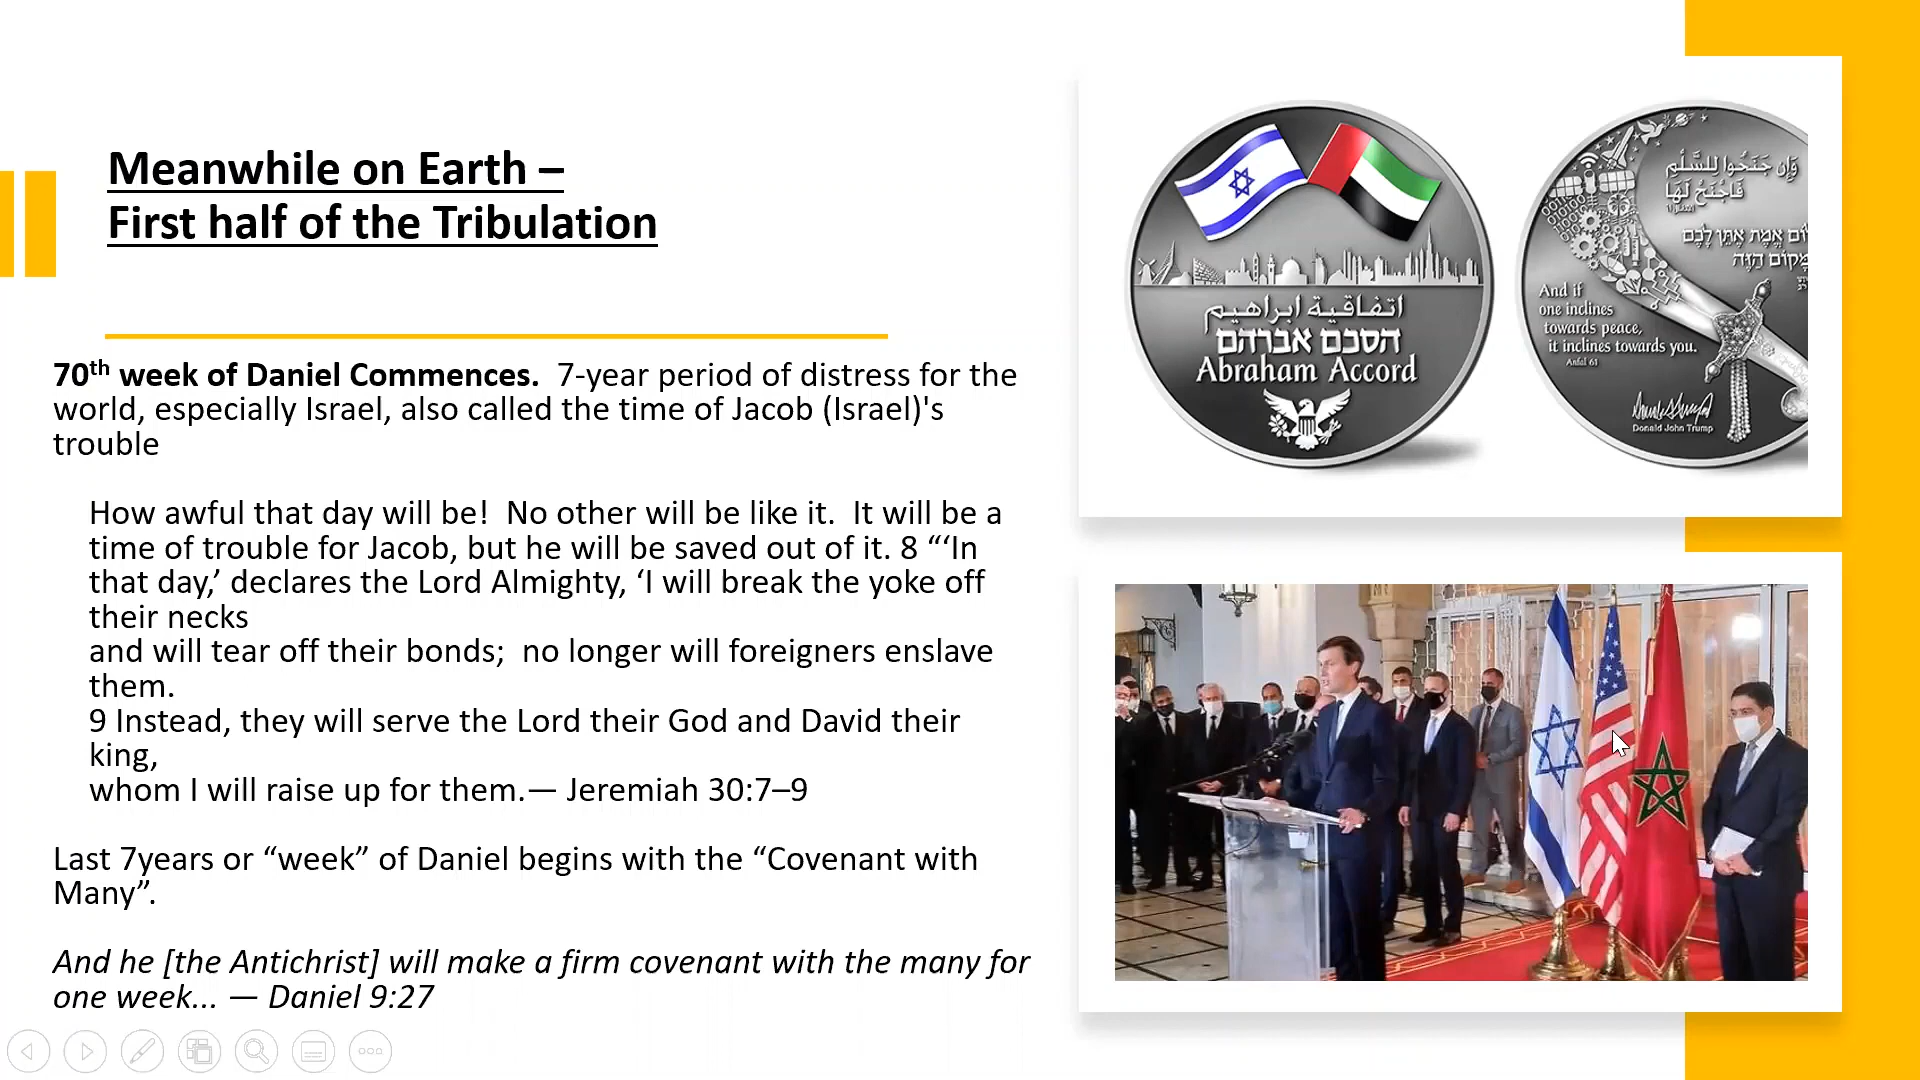 Meanwhile on Earth –
First half of the Tribulation
70th week of Daniel Commences. 7-year period of distress for the
world, especially Israel, also called the time of Jacob (Israel)'s
trouble
How awful that day will be! No other will be like it. It will be a
time of trouble for Jacob, but he will be saved out of it. 8 “‘In
that day,’ declares the Lord Almighty, ‘I will break the yoke off
their necks
and will tear off their bonds; no longer will foreigners enslave
them.
9 Instead, they will serve the Lord their God and David their
king,
whom I will raise up for them.— Jeremiah 30:7–9
Last 7years or “week” of Daniel begins with the “Covenant with
Many”.
And he [the Antichrist] will make a firm covenant with the many for
one week... — Daniel 9:27
اتفاقية ابراهيم
הסכם אברהם
Abraham Accord
وَإِن جَنَحُوا لِلسَّلْمِ
فَاجْنَحْ لَهَا
אֱמֶת אֶתֵּן לָכֶם
הַזֶּה
And if
one inclines
towards peace,
it inclines towards you.
Anfal 61
Donald John Trump